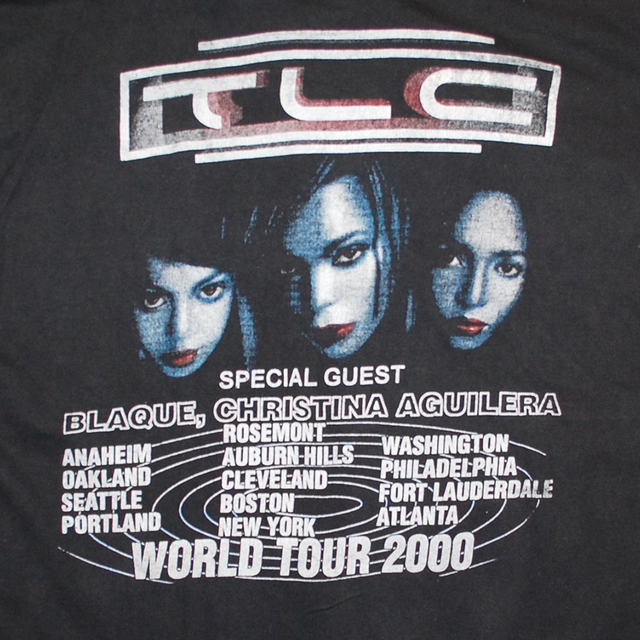 TLC
SPECIAL GUEST
BLAQUE, CHRISTINA AGUILERA
ANAHEIM
OAKLAND
SEATTLE
PORTLAND
ROSEMONT
AUBURN HILLS
CLEVELAND
BOSTON
NEW YORK
WASHINGTON
PHILADELPHIA
FORT LAUDERDALE
ATLANTA
WORLD TOUR 2000